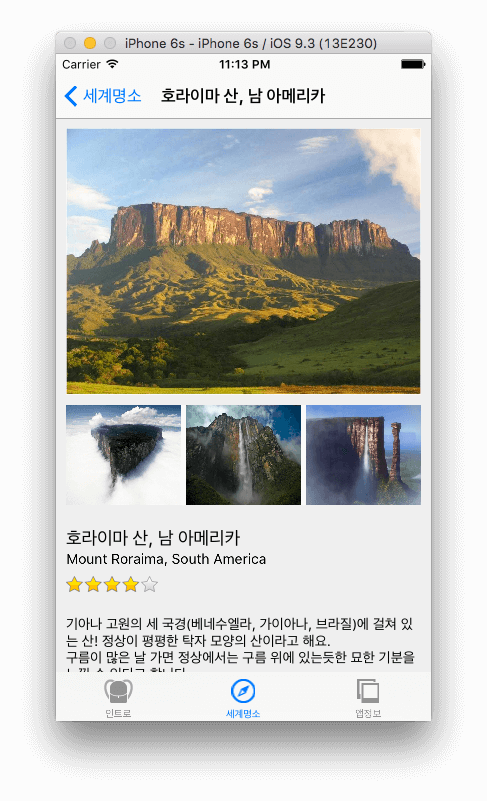 iPhone 6s - iPhone 6s / iOS 9.3 (13E230)
Carrier 11:13 PM
세계명소 호라이마 산, 남 아메리카
호라이마 산, 남 아메리카
Mount Roraima, South America
기아나 고원의 세 국경(베네수엘라, 가이아나, 브라질)에 걸쳐 있
는 산! 정상이 평평한 탁자 모양의 산이라고 해요.
구름이 많은 날 가면 정상에서는 구름 위에 있는듯한 묘한 기분을
인트로 세계명소 앱정보